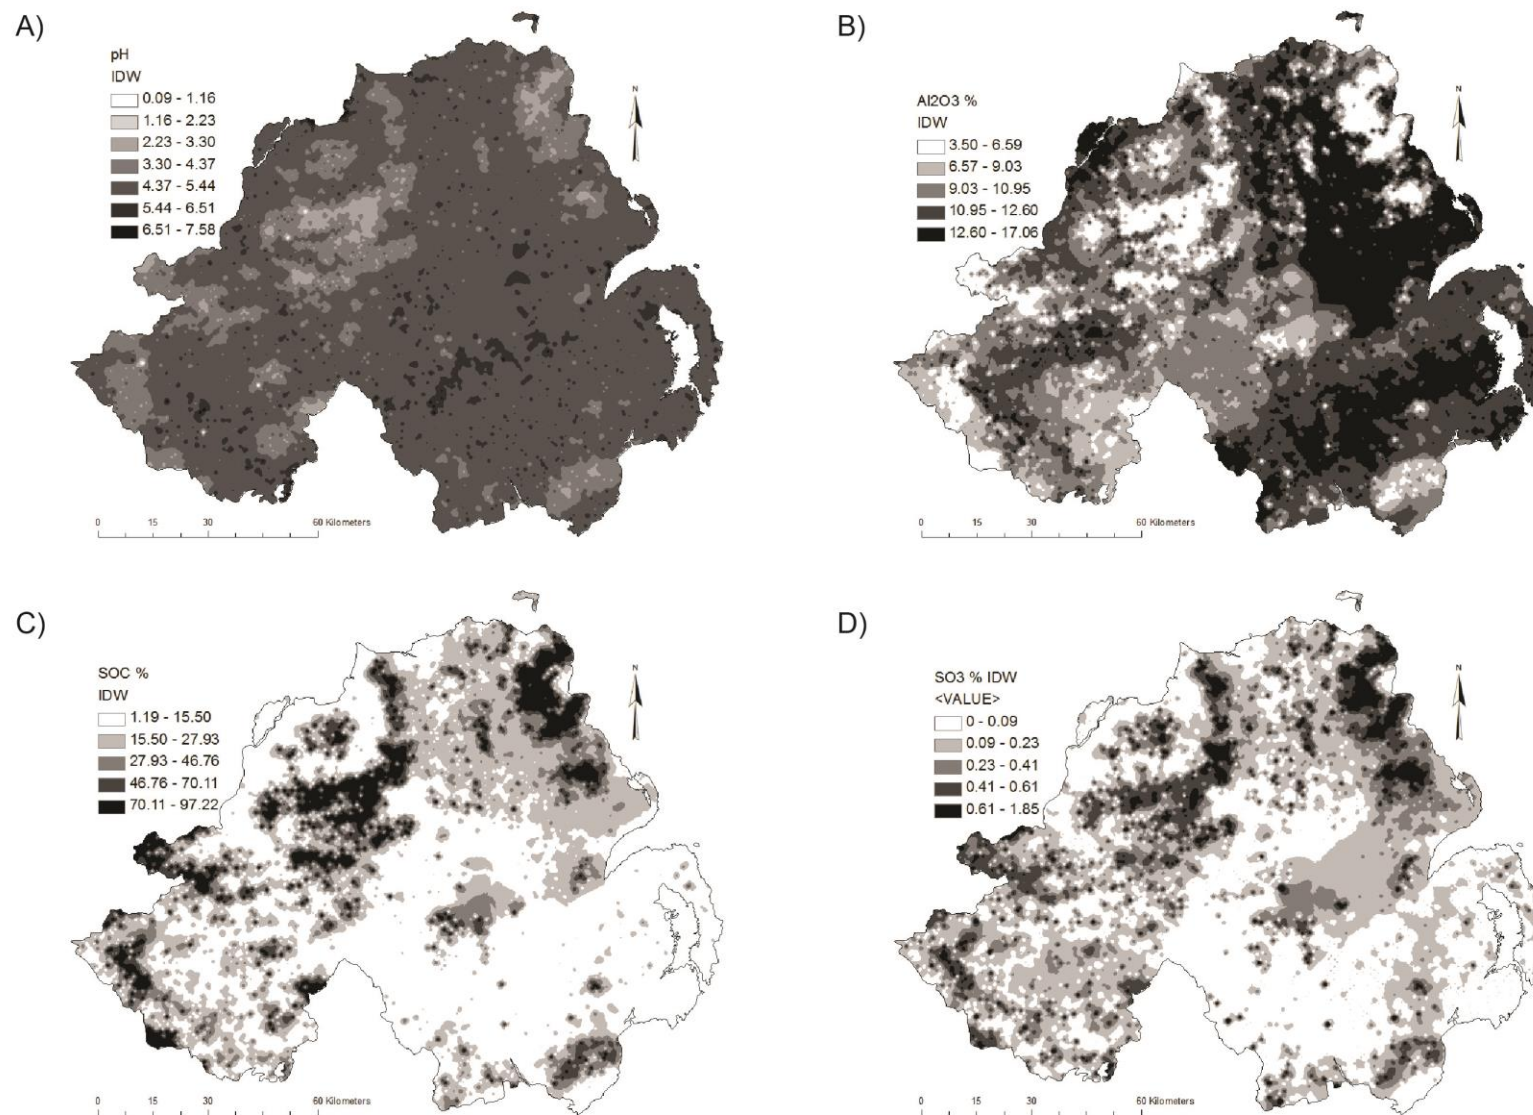 A)
pH
IDW
0.09 - 1.16
1.16 - 2.23
2.23 - 3.30
3.30 - 4.37
4.37 - 5.44
5.44 - 6.51
6.51 - 7.58
N
0 15 30 60 Kilometers
B)
Al2O3 %
IDW
3.50 - 6.59
6.57 - 9.03
9.03 - 10.95
10.95 - 12.60
12.60 - 17.06
N
0 15 30 60 Kilometers
C)
SOC %
IDW
1.19 - 15.50
15.50 - 27.93
27.93 - 46.76
46.76 - 70.11
70.11 - 97.22
N
0 15 30 60 Kilometers
D)
SO3 % IDW
<VALUE>
0 - 0.09
0.09 - 0.23
0.23 - 0.41
0.41 - 0.61
0.61 - 1.85
N
0 15 30 60 Kilometers